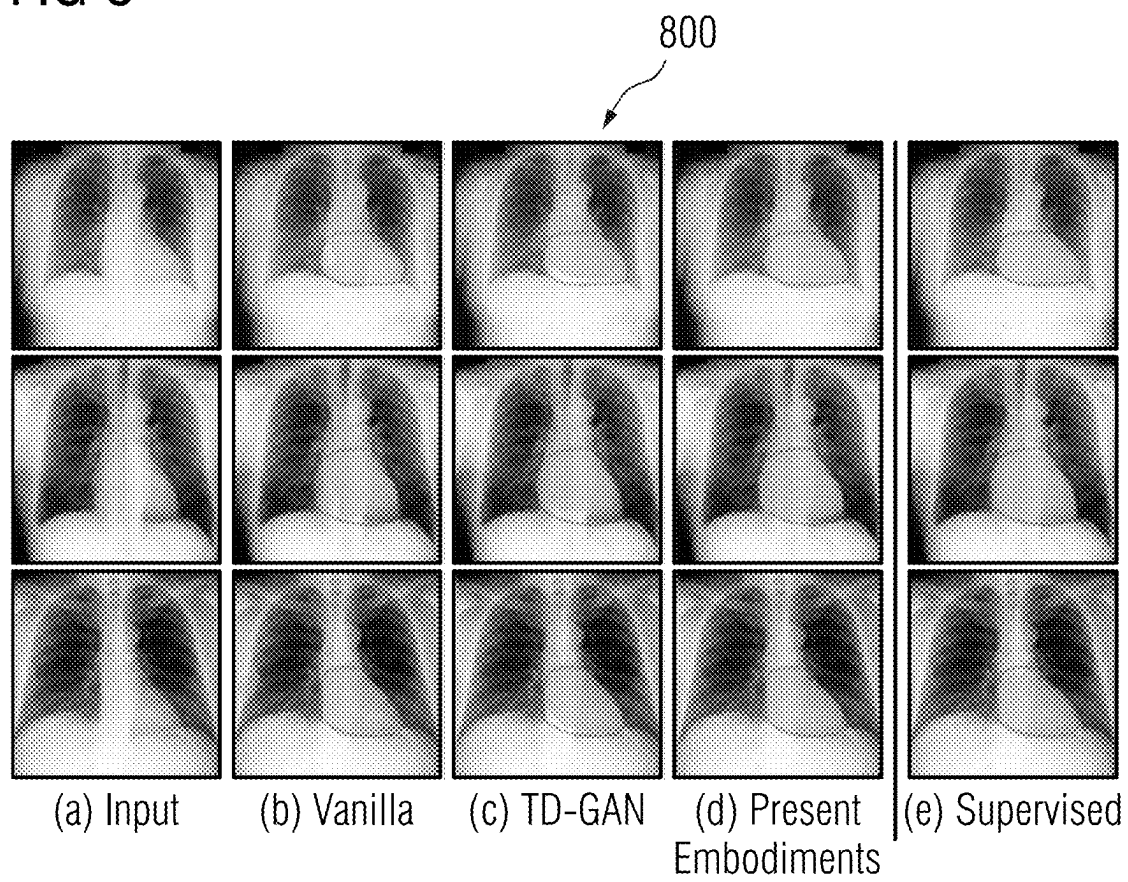 800
(a) Input
(b) Vanilla
(c) TD-GAN
(d) Present
Embodiments
(e) Supervised